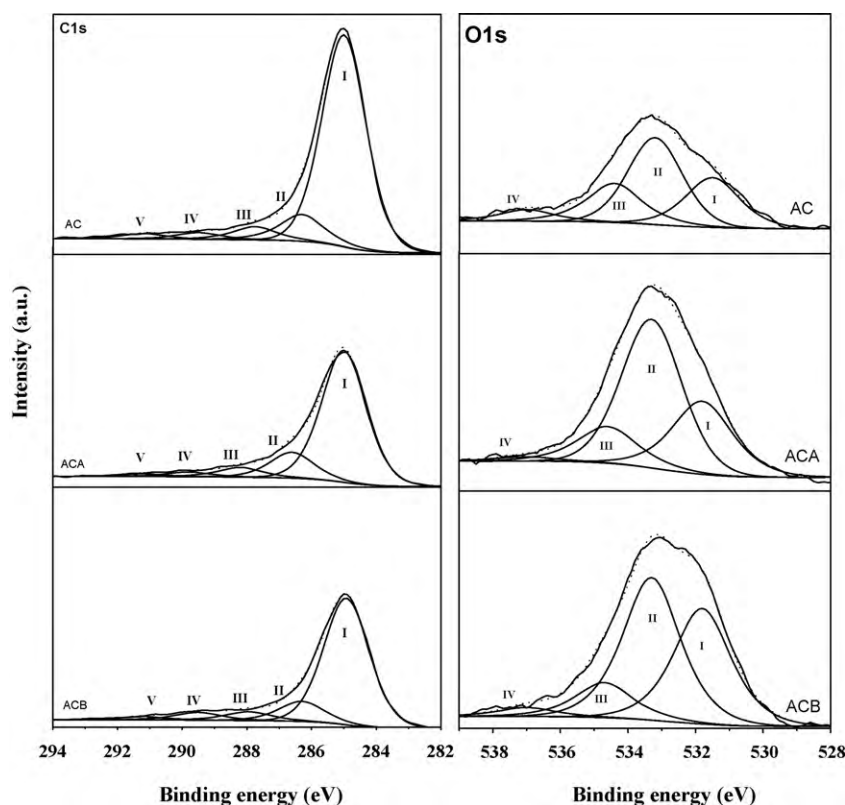 C1s
I
II
III
IV
V
AC
I
II
III
IV
V
ACA
I
II
III
IV
V
ACB
294 292 290 288 286 284 282
Binding energy (eV)
Intensity (a.u.)
O1s
IV
III
II
I
AC
IV
III
II
I
ACA
IV
III
II
I
ACB
538 536 534 532 530 528
Binding energy (eV)